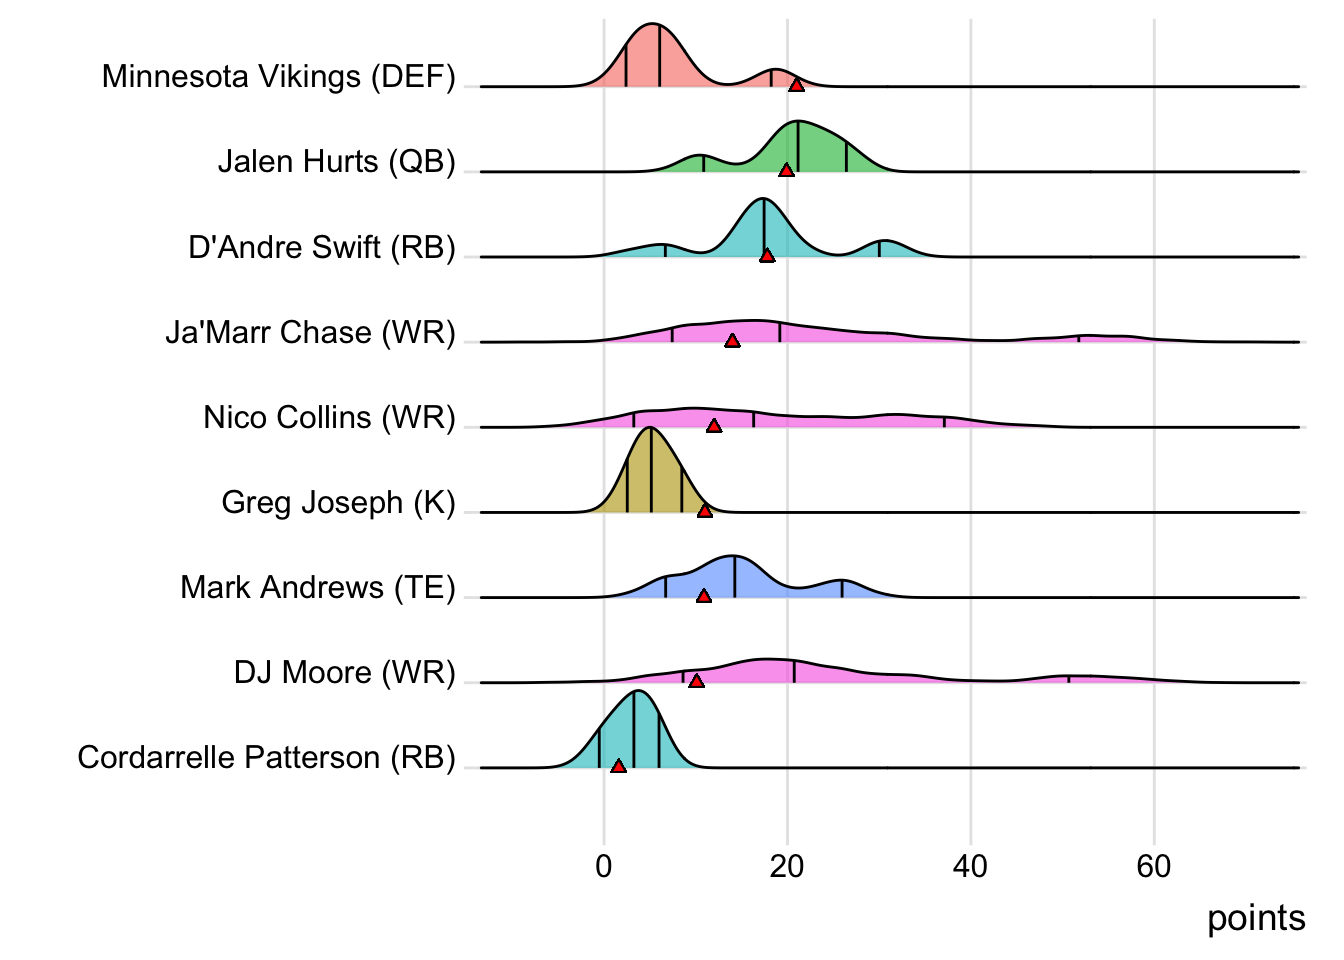 Minnesota Vikings (DEF)
Jalen Hurts (QB)
D'Andre Swift (RB)
Ja'Marr Chase (WR)
Nico Collins (WR)
Greg Joseph (K)
Mark Andrews (TE)
DJ Moore (WR)
Cordarrelle Patterson (RB)
0 20 40 60
points